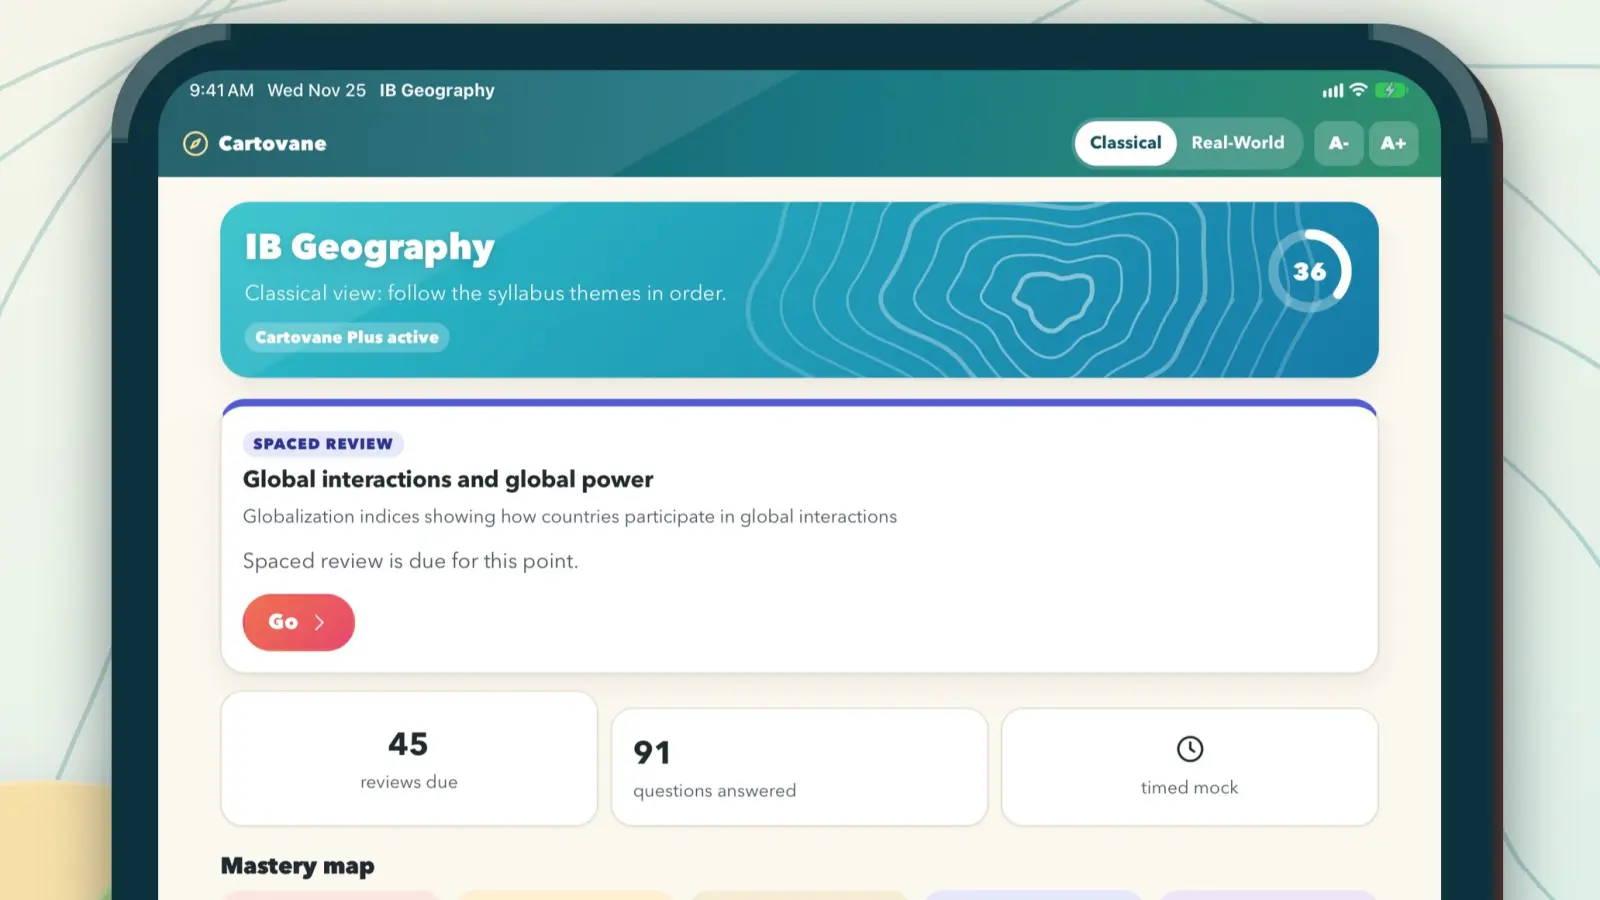 9:41 AM Wed Nov 25 IB Geography
Cartovane
Classical Real-World A- A+
IB Geography
Classical view: follow the syllabus themes in order.
Cartovane Plus active
36
SPACED REVIEW
Global interactions and global power
Globalization indices showing how countries participate in global interactions
Spaced review is due for this point.
Go
45
reviews due
91
questions answered
timed mock
Mastery map